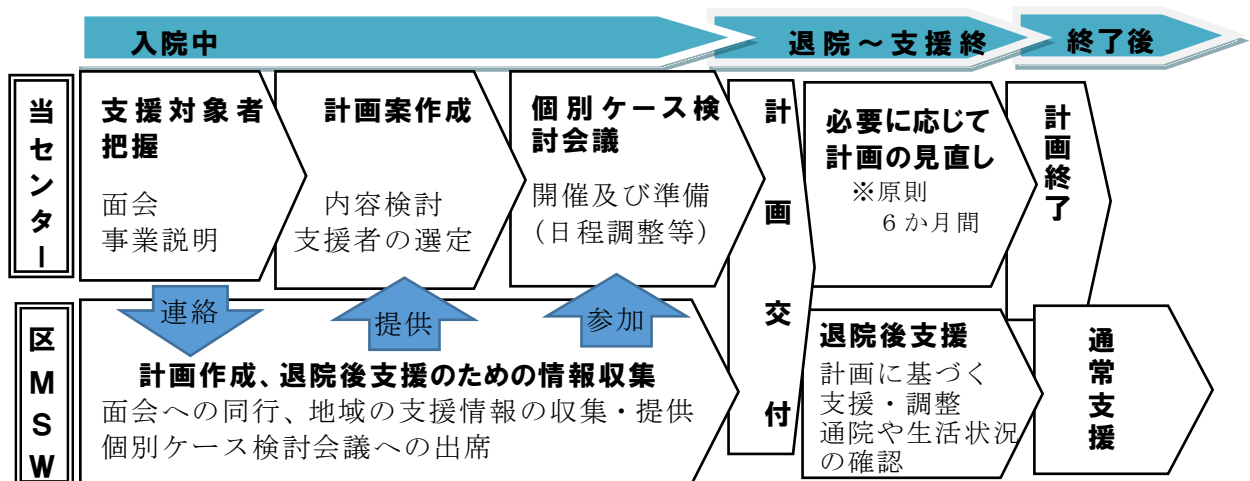 入院中
退院～支援終
終了後
当センター
支援対象者
把握
面会
事業説明
計画案作成
内容検討
支援者の選定
個別ケース検
討会議
開催及び準備
(日程調整等)
計画交付
必要に応じて
計画の見直し
※原則
６か月間
計画終了
連絡
提供
参加
区MSW
計画作成、退院後支援のための情報収集
面会への同行、地域の支援情報の収集・提供
個別ケース検討会議への出席
退院後支援
計画に基づく
支援・調整
通院や生活状況
の確認
通常支援